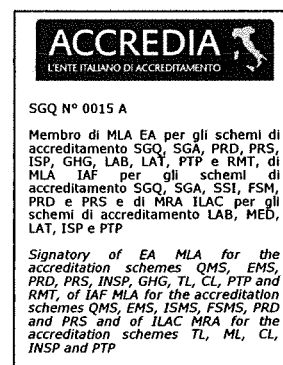 ACCREDIA
L'ENTE ITALIANO DI ACCREDITAMENTO
SGQ N° 0015 A
Membro di MLA EA per gli schemi di
accreditamento SGQ, SGA, PRD, PRS,
ISP, GHG, LAB, LAT, PTP e RMT, di
MLA IAF per gli schemi di
accreditamento SGQ, SGA, SSI, FSM,
PRD e PRS e di MRA ILAC per gli
schemi di accreditamento LAB, MED,
LAT, ISP e PTP
Signatory of EA MLA for the
accreditation schemes QMS, EMS,
PRD, PRS, INSP, GHG, TL, CL, PTP and
RMT, of IAF MLA for the accreditation
schemes QMS, EMS, ISMS, FSMS, PRD
and PRS and of ILAC MRA for the
accreditation schemes TL, ML, CL,
INSP and PTP